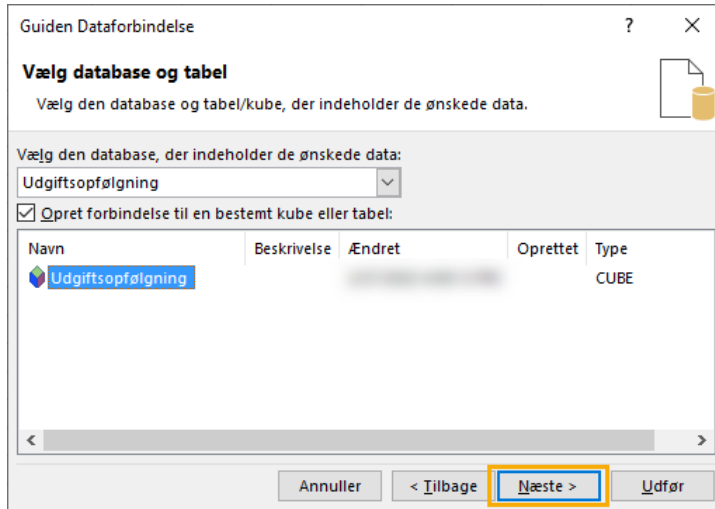 Guiden Dataforbindelse ?
Vælg database og tabel
Vælg den database og tabel/kube, der indeholder de ønskede data.
Vælg den database, der indeholder de ønskede data:
Udgiftsopfølgning
Opret forbindelse til en bestemt kube eller tabel:
Navn Beskrivelse Ændret Oprettet Type
Udgiftsopfølgning CUBE
Annuller < Tilbage Næste > Udfør